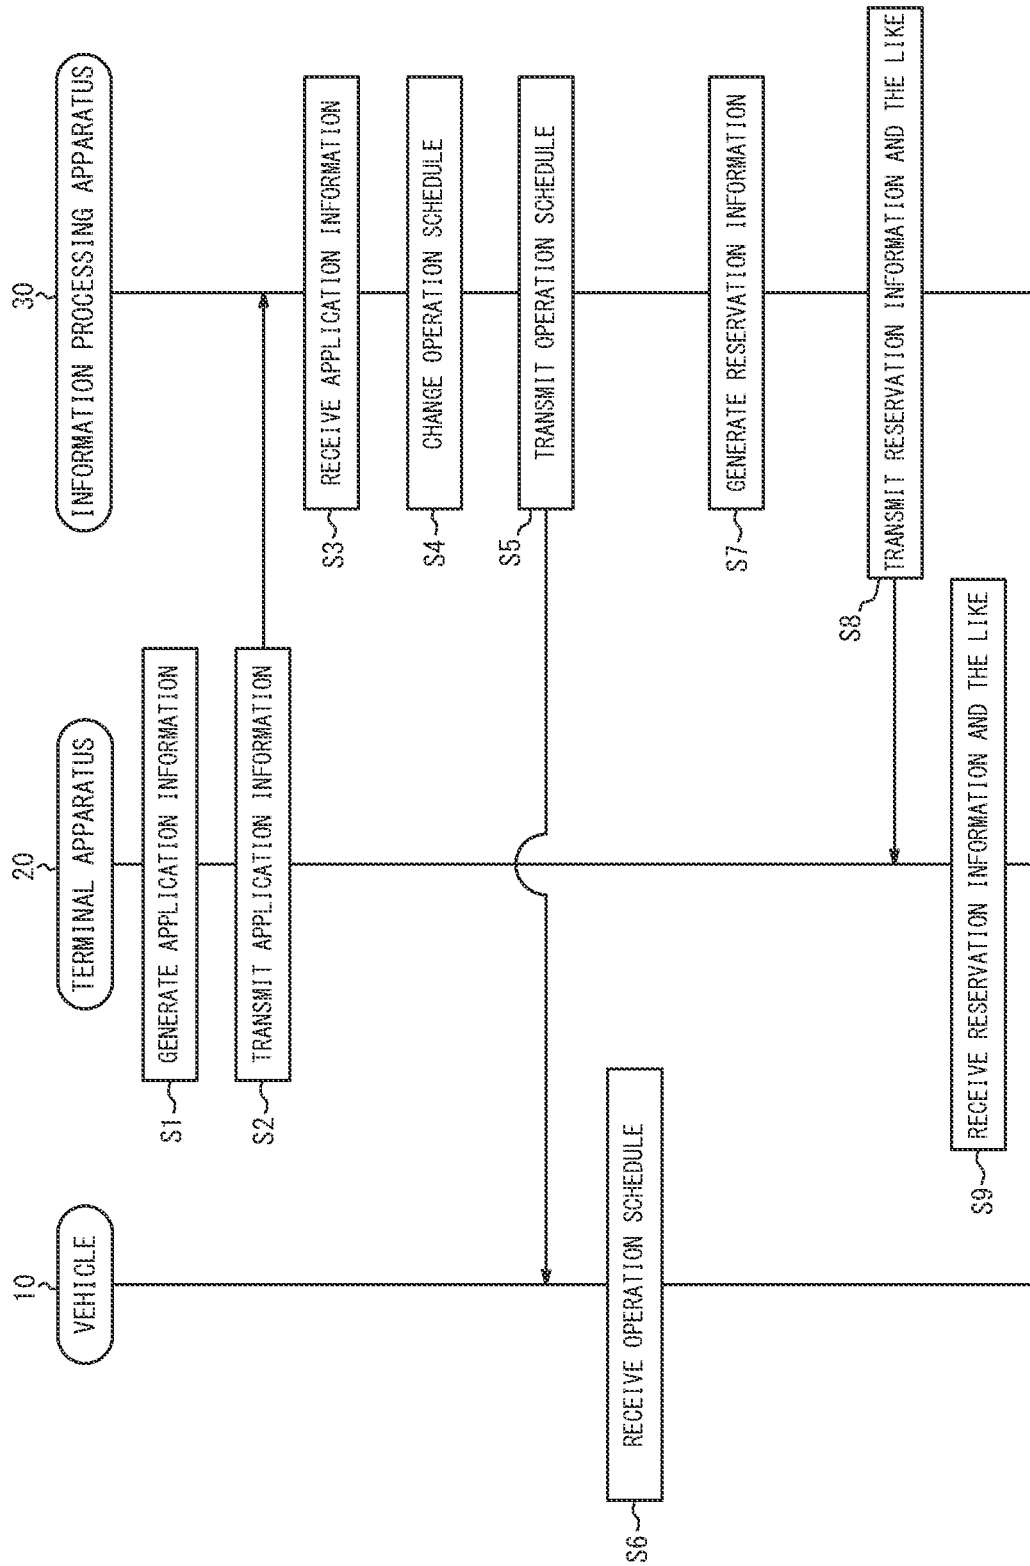 10
VEHICLE
20
TERMINAL APPARATUS
30
INFORMATION PROCESSING APPARATUS
S1
GENERATE APPLICATION INFORMATION
S2
TRANSMIT APPLICATION INFORMATION
S3
RECEIVE APPLICATION INFORMATION
S4
CHANGE OPERATION SCHEDULE
S5
TRANSMIT OPERATION SCHEDULE
S6
RECEIVE OPERATION SCHEDULE
S7
GENERATE RESERVATION INFORMATION
S8
TRANSMIT RESERVATION INFORMATION AND THE LIKE
S9
RECEIVE RESERVATION INFORMATION AND THE LIKE